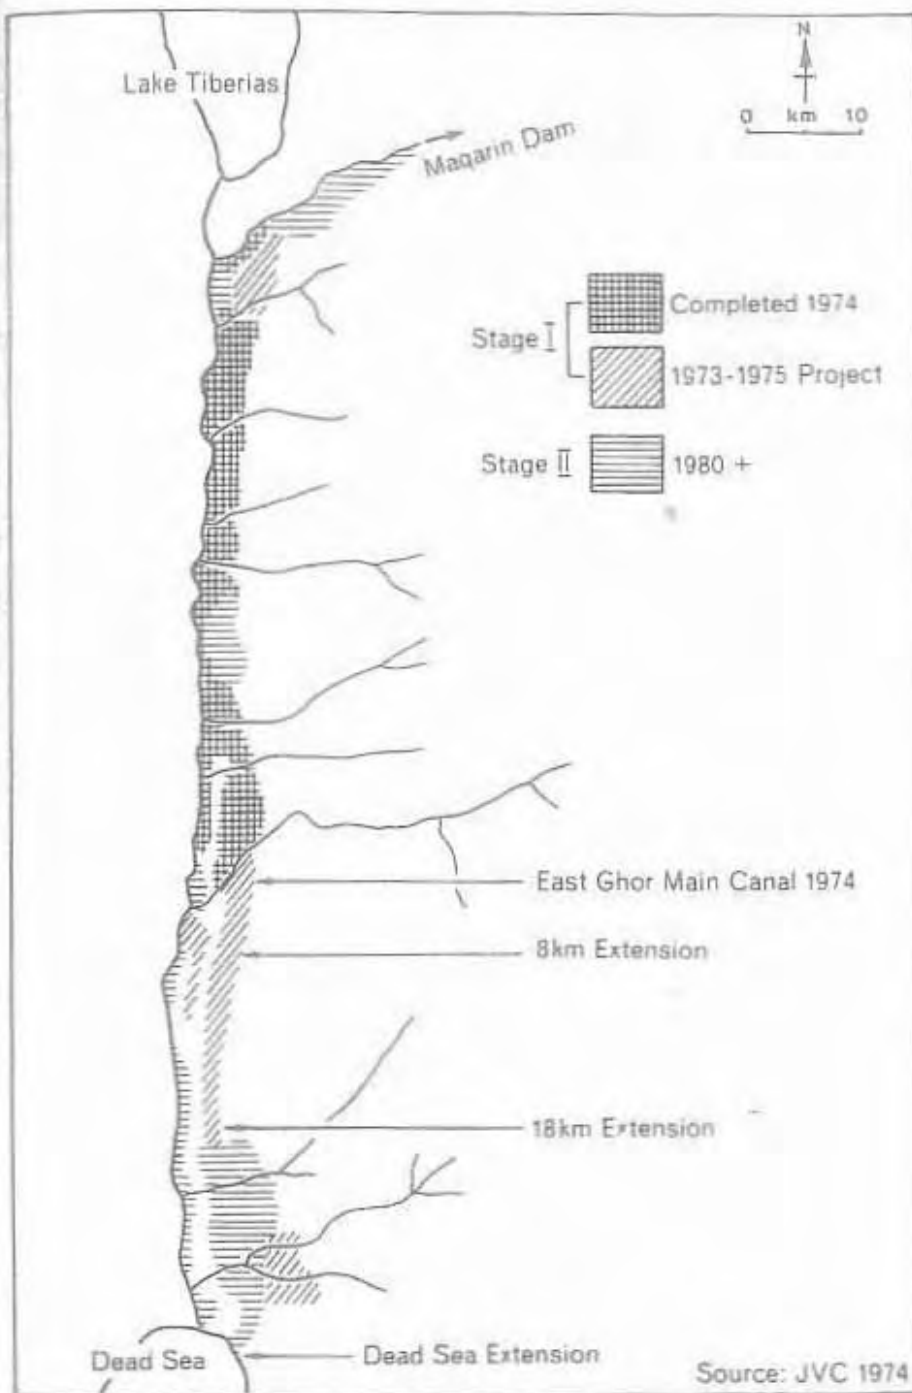 N
0 km 10
Lake Tiberias
Maqarin Dam
Stage I
Completed 1974
1973-1975 Project
Stage II
1980 +
East Ghor Main Canal 1974
8km Extension
18km Extension
Dead Sea
Dead Sea Extension
Source: JVC 1974